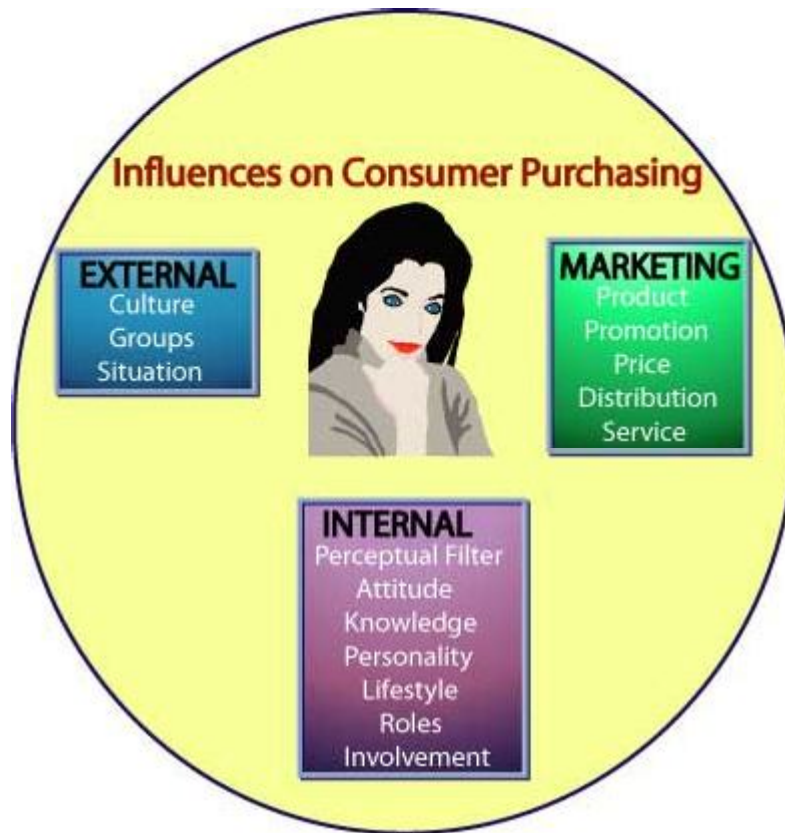 Influences on Consumer Purchasing
EXTERNAL
Culture
Groups
Situation
MARKETING
Product
Promotion
Price
Distribution
Service
INTERNAL
Perceptual Filter
Attitude
Knowledge
Personality
Lifestyle
Roles
Involvement